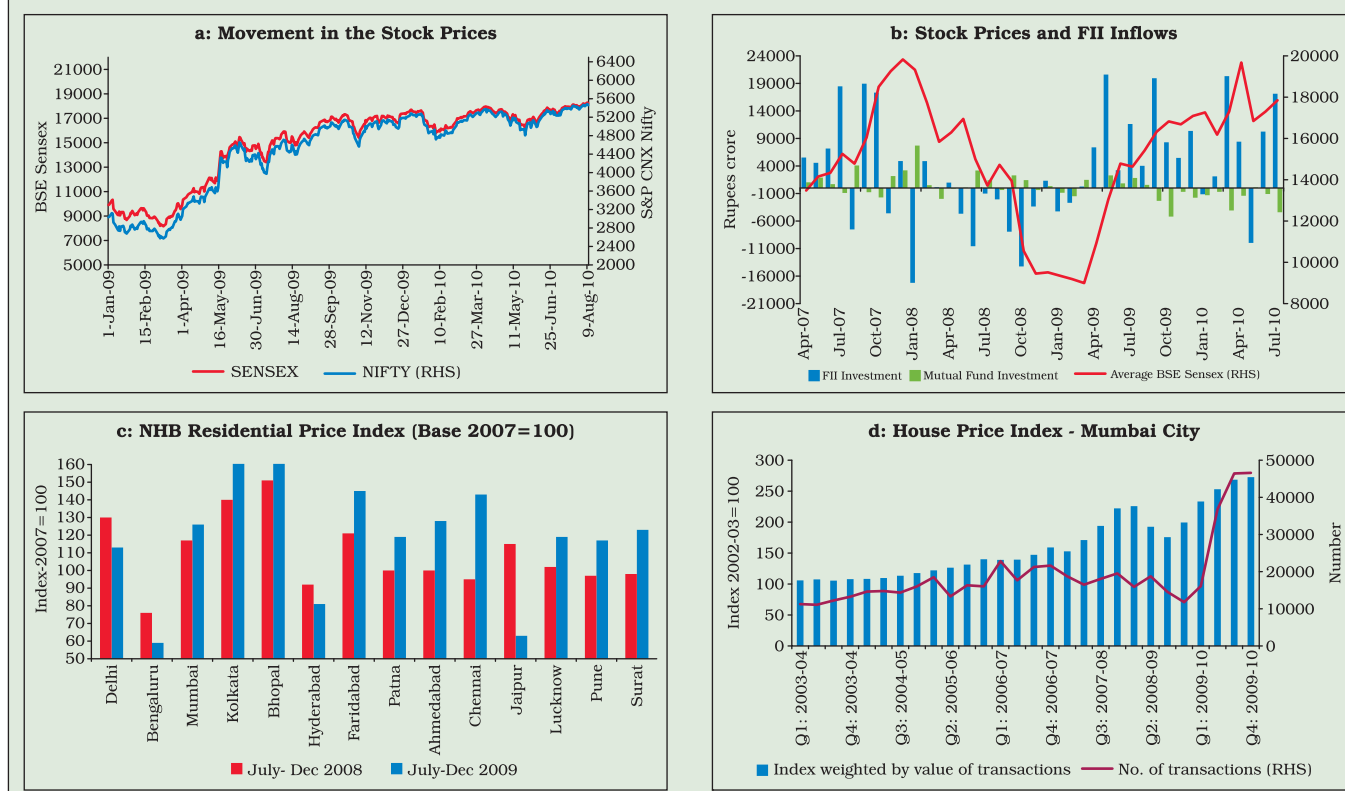 a: Movement in the Stock Prices
BSE Sensex
21000
19000
17000
15000
13000
11000
9000
7000
5000
6400
6000
5600
5200
4800
4400
4000
3600
3200
2800
2400
2000
S&P CNX Nifty
1-Jan-09
15-Feb-09
1-Apr-09
16-May-09
30-Jun-09
14-Aug-09
28-Sep-09
12-Nov-09
27-Dec-09
10-Feb-10
27-Mar-10
11-May-10
25-Jun-10
9-Aug-10
SENSEX NIFTY (RHS)
b: Stock Prices and FII Inflows
Rupees crore
24000
19000
14000
9000
4000
-1000
-6000
-11000
-16000
-21000
20000
18000
16000
14000
12000
10000
8000
Apr-07
Jul-07
Oct-07
Jan-08
Apr-08
Jul-08
Oct-08
Jan-09
Apr-09
Jul-09
Oct-09
Jan-10
Apr-10
Jul-10
FII Investment Mutual Fund Investment Average BSE Sensex (RHS)
c: NHB Residential Price Index (Base 2007=100)
Index-2007=100
160
150
140
130
120
110
100
90
80
70
60
50
Delhi
Bengaluru
Mumbai
Kolkata
Bhopal
Hyderabad
Faridabad
Patna
Ahmedabad
Chennai
Jaipur
Lucknow
Pune
Surat
July- Dec 2008 July-Dec 2009
d: House Price Index - Mumbai City
Index 2002-03=100
300
250
200
150
100
50
0
50000
40000
30000
20000
10000
0
Number
Q1: 2003-04
Q4: 2003-04
Q3: 2004-05
Q2: 2005-06
Q1: 2006-07
Q4: 2006-07
Q3: 2007-08
Q2: 2008-09
Q1: 2009-10
Q4: 2009-10
Index weighted by value of transactions No. of transactions (RHS)